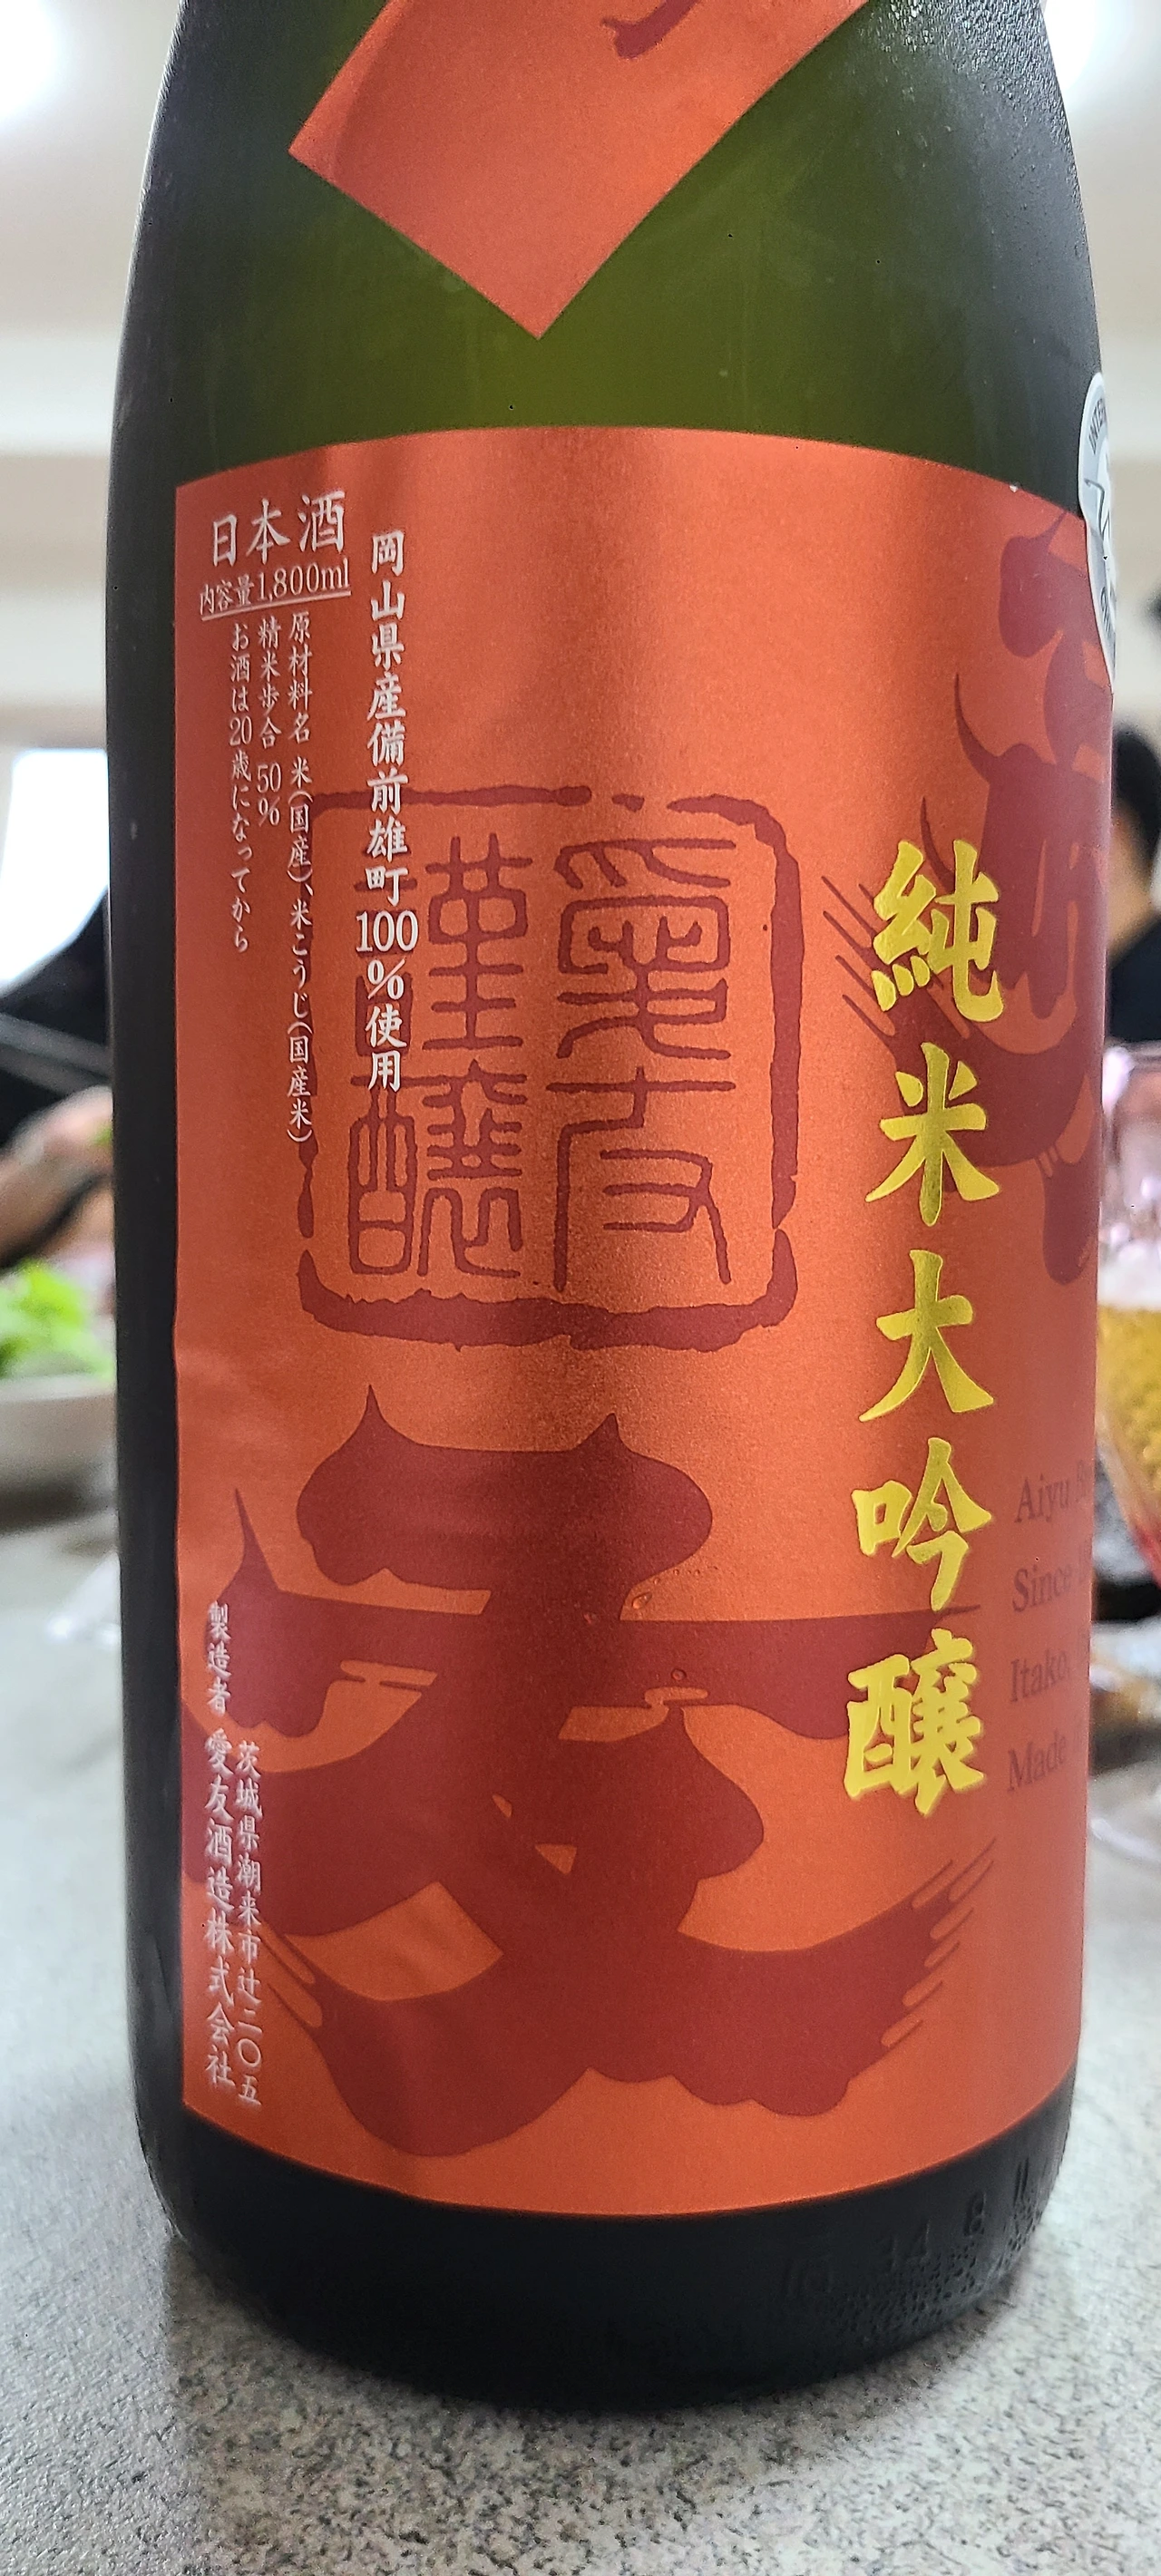 日本酒
内容量1,800ml
岡山県産備前雄町100%使用
原材料名 米(国産)、米こうじ(国産米)
精米歩合 50%
お酒は20歳になってから
愛友
謹醸
純米大吟醸
Aiyu
Since
Itako,
Made
茨城県潮来市辻二〇五
製造者 愛友酒造株式会社